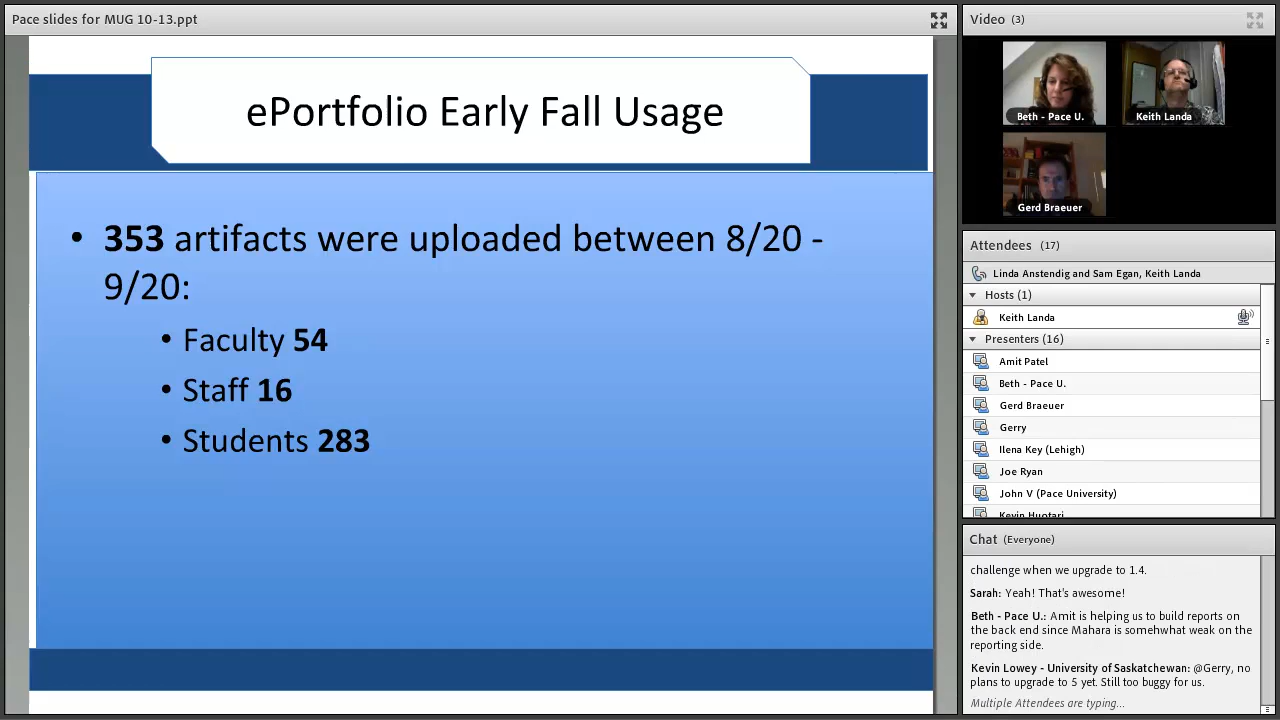 Pace slides for MUG 10-13.ppt
ePortfolio Early Fall Usage
• 353 artifacts were uploaded between 8/20 -
9/20:
• Faculty 54
• Staff 16
• Students 283
Video (3)
Beth - Pace U.
Keith Landa
Gerd Braeuer
Attendees (17)
Linda Anstendig and Sam Egan, Keith Landa
Hosts (1)
Keith Landa
Presenters (16)
Amit Patel
Beth - Pace U.
Gerd Braeuer
Gerry
Ilena Key (Lehigh)
Joe Ryan
John V (Pace University)
Kevin Huotari
Chat (Everyone)
challenge when we upgrade to 1.4.
Sarah: Yeah! That's awesome!
Beth - Pace U.: Amit is helping us to build reports on
the back end since Mahara is somehwhat weak on the
reporting side.
Kevin Lowey - University of Saskatchewan: @Gerry, no
plans to upgrade to 5 yet. Still too buggy for us.
Multiple Attendees are typing...